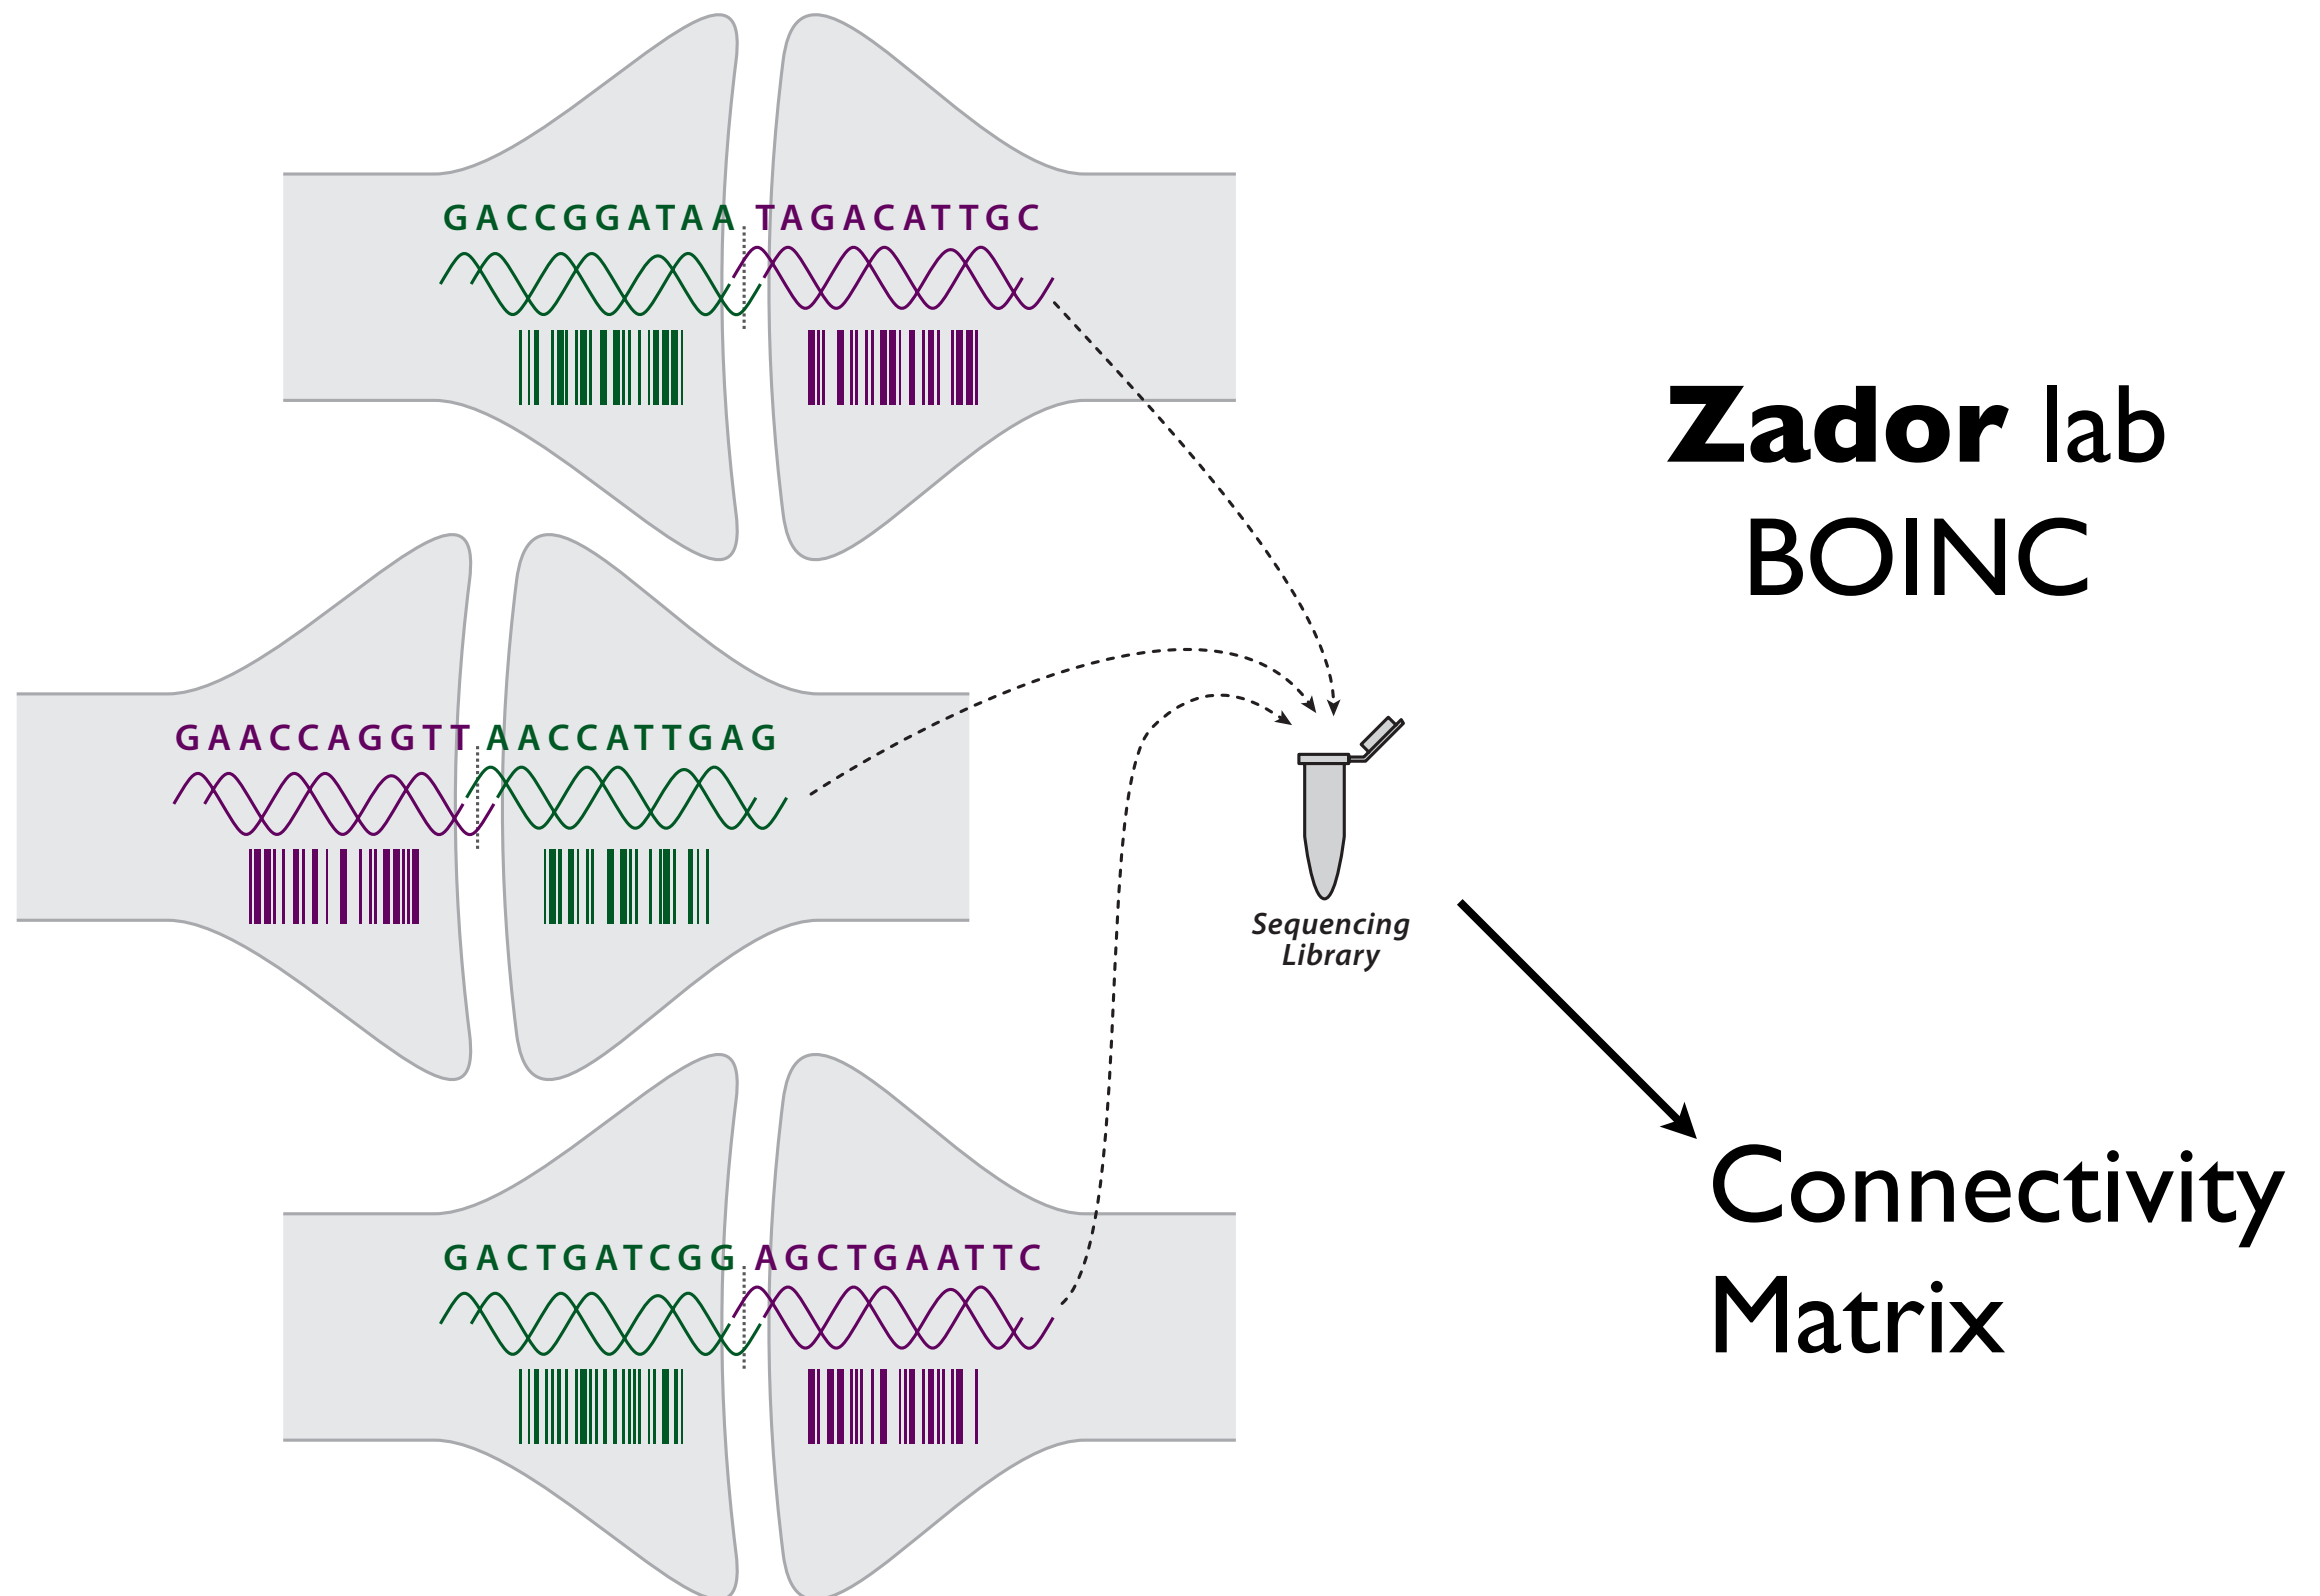 GACCGGATAA TAGACATTGC
Zador lab
BOINC
GAACCAGGTT AACCATTGAG
Sequencing
Library
Connectivity
Matrix
GACTGATCGG AGCTGAATTC